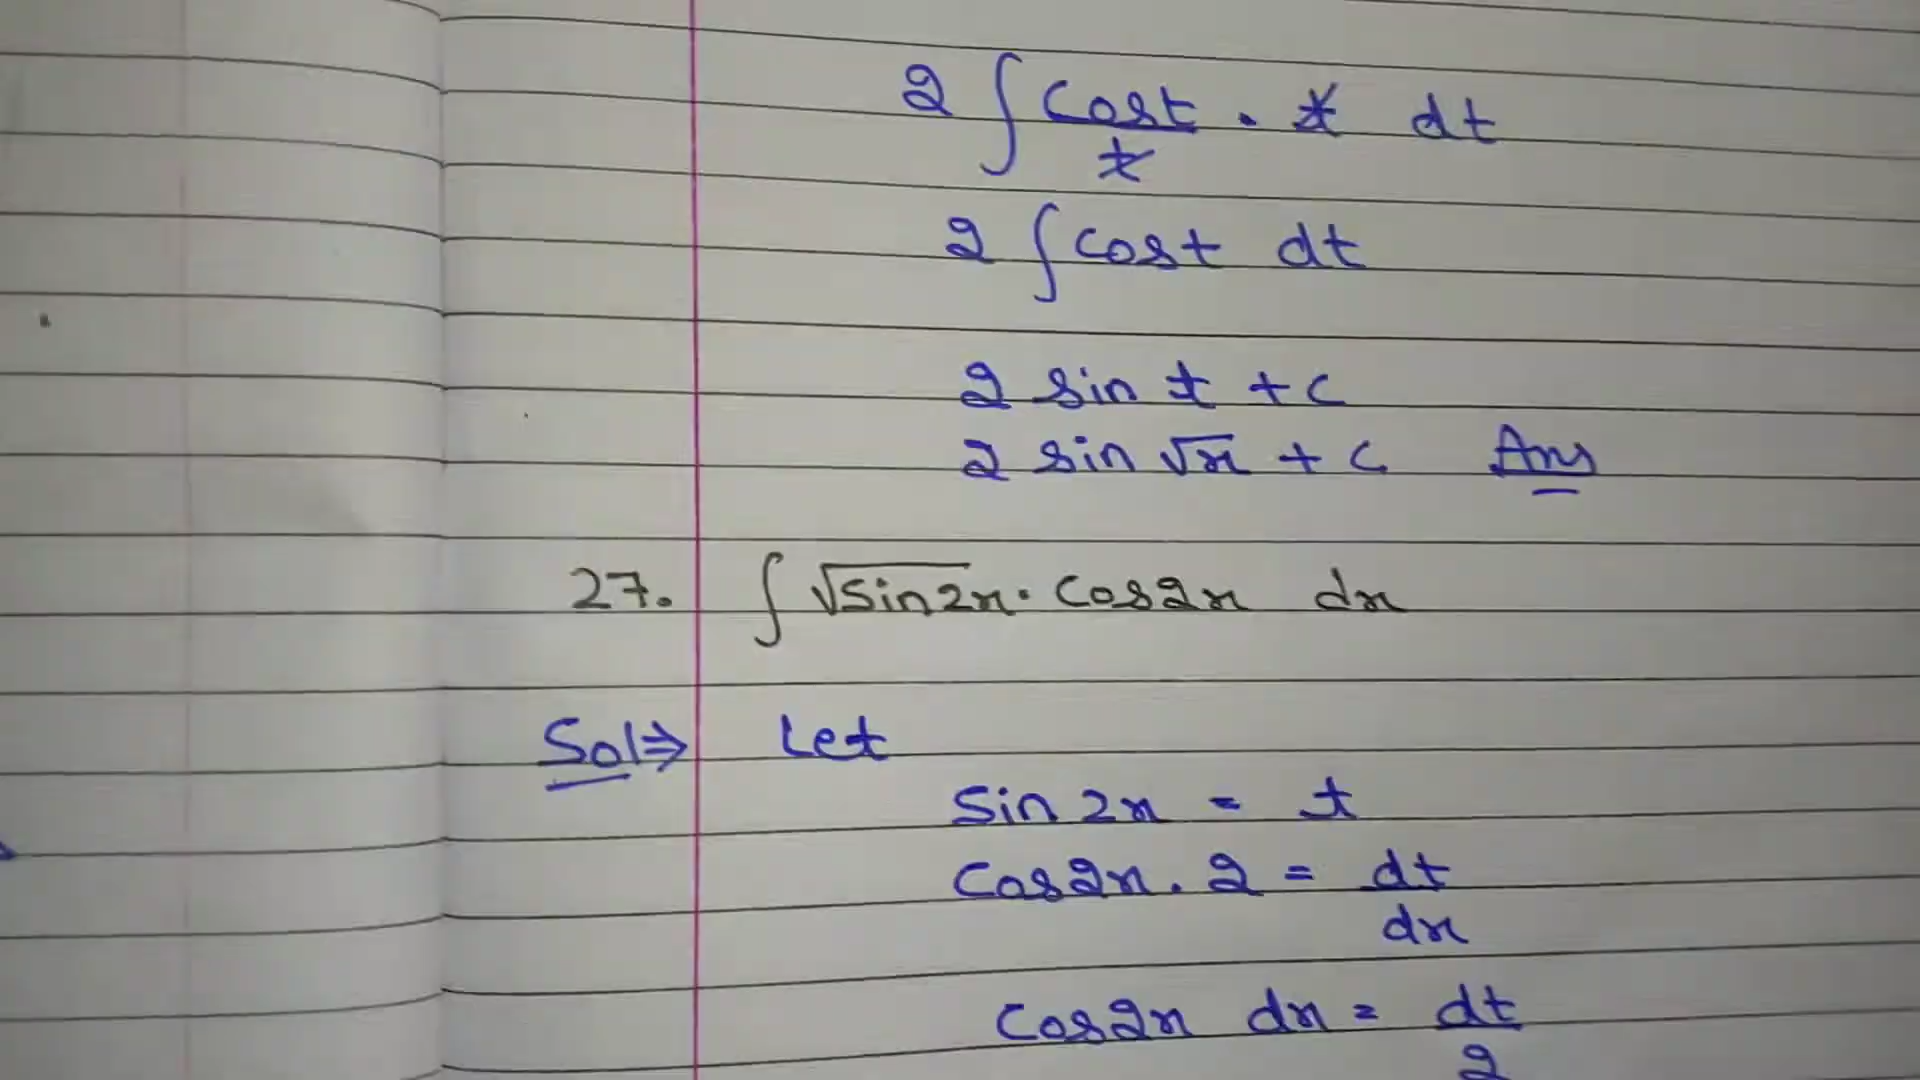 2 ∫ cost/t . t dt
2 ∫ cost dt
2 sin t + c
2 sin √x + c Ans
27. ∫ √sin2x . cos2x dx
Sol⇒ Let
Sin 2x = t
Cos2x . 2 = dt/dx
Cos2x dx = dt/2